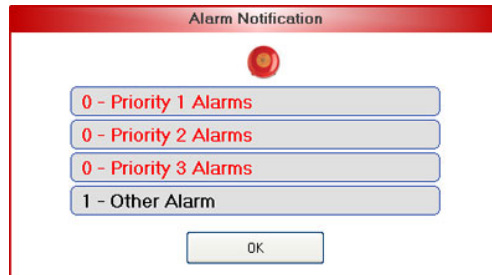 Alarm Notification
0 - Priority 1 Alarms
0 - Priority 2 Alarms
0 - Priority 3 Alarms
1 - Other Alarm
OK